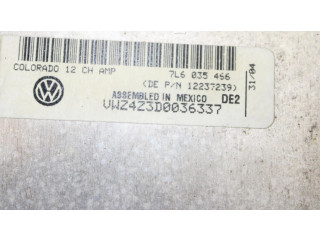 COLORADO 12 CH AMP 7L6 035 466
(DE P/N 12237239)
ASSEMBLED IN MEXICO DE2
VWZ4Z3D0036337
31/04